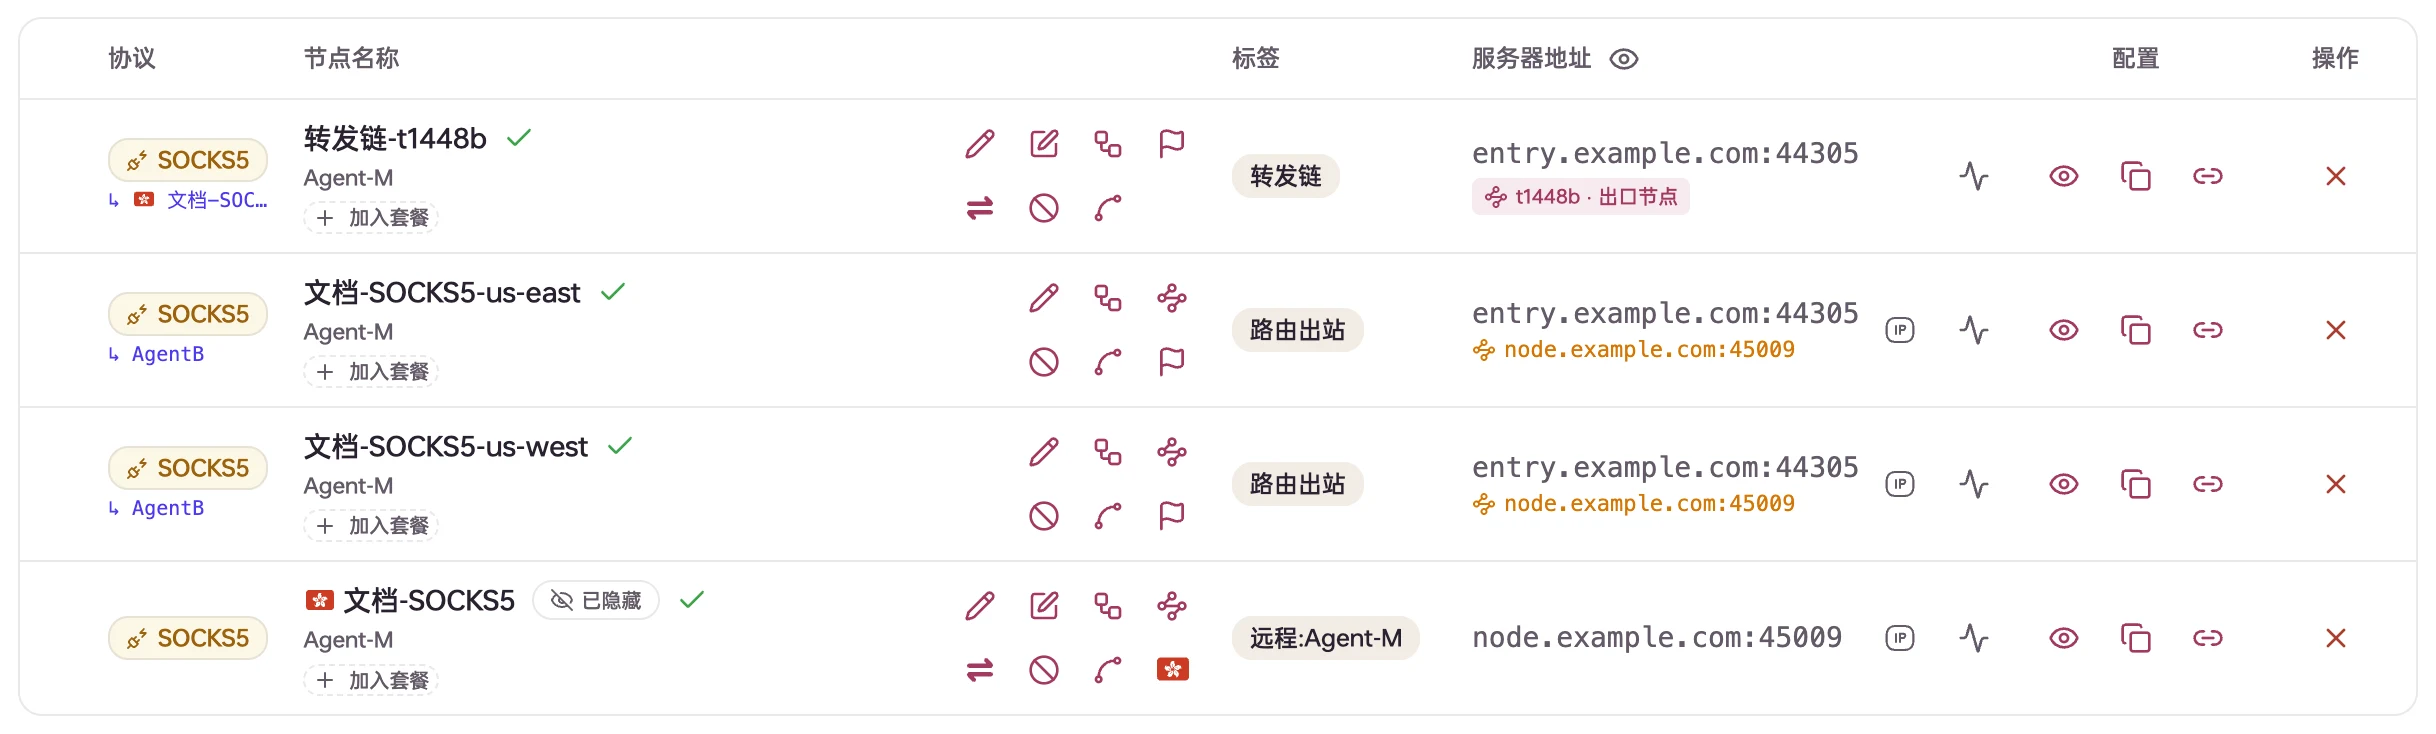 协议 节点名称 标签 服务器地址 配置 操作
SOCKS5
文档-SOC...
转发链-t1448b
Agent-M
+ 加入套餐
转发链
entry.example.com:44305
t1448b · 出口节点
SOCKS5
AgentB
文档-SOCKS5-us-east
Agent-M
+ 加入套餐
路由出站
entry.example.com:44305
node.example.com:45009
IP
SOCKS5
AgentB
文档-SOCKS5-us-west
Agent-M
+ 加入套餐
路由出站
entry.example.com:44305
node.example.com:45009
IP
SOCKS5
文档-SOCKS5 已隐藏
Agent-M
+ 加入套餐
远程:Agent-M
node.example.com:45009
IP